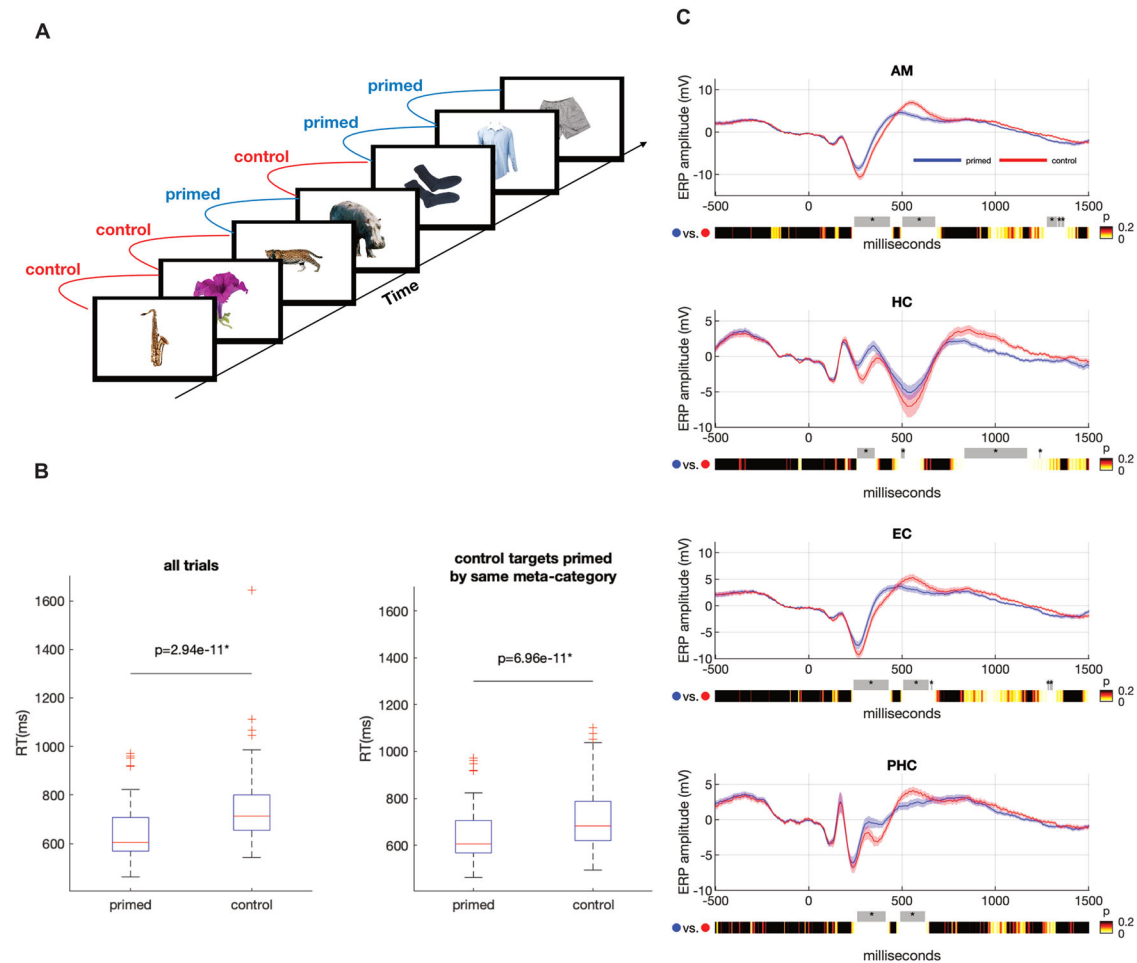 A
primed
primed
control
primed
control
control
Time
B
all trials
1600
1400
1200
1000
800
600
RT(ms)
p=2.94e-11*
primed
control
control targets primed
by same meta-category
1600
1400
1200
1000
800
600
RT(ms)
p=6.96e-11*
primed
control
C
AM
ERP amplitude (mV)
10
0
-10
primed
control
-500 0 500 1000 1500
* * * **
vs.
p
0.2
0
milliseconds
HC
ERP amplitude (mV)
5
0
-5
-10
-500 0 500 1000 1500
* * * *
vs.
p
0.2
0
milliseconds
EC
ERP amplitude (mV)
10
5
0
-5
-10
-500 0 500 1000 1500
* * * **
vs.
p
0.2
0
milliseconds
PHC
ERP amplitude (mV)
5
0
-5
-10
-500 0 500 1000 1500
* *
vs.
p
0.2
0
milliseconds